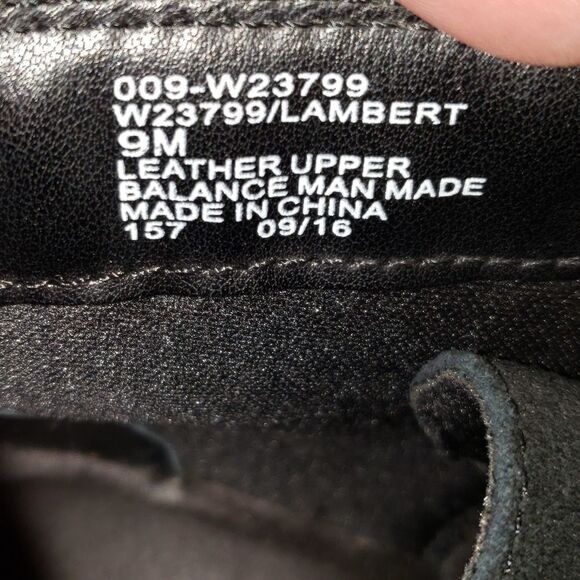 009-W23799
W23799/LAMBERT
9M
LEATHER UPPER
BALANCE MAN MADE
MADE IN CHINA
157 09/16